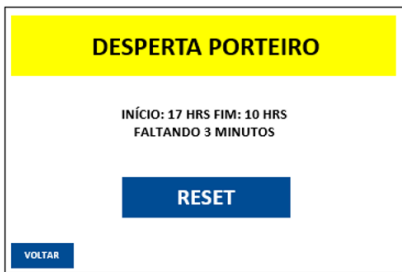 DESPERTA PORTEIRO
INÍCIO: 17 HRS FIM: 10 HRS
FALTANDO 3 MINUTOS
RESET
VOLTAR